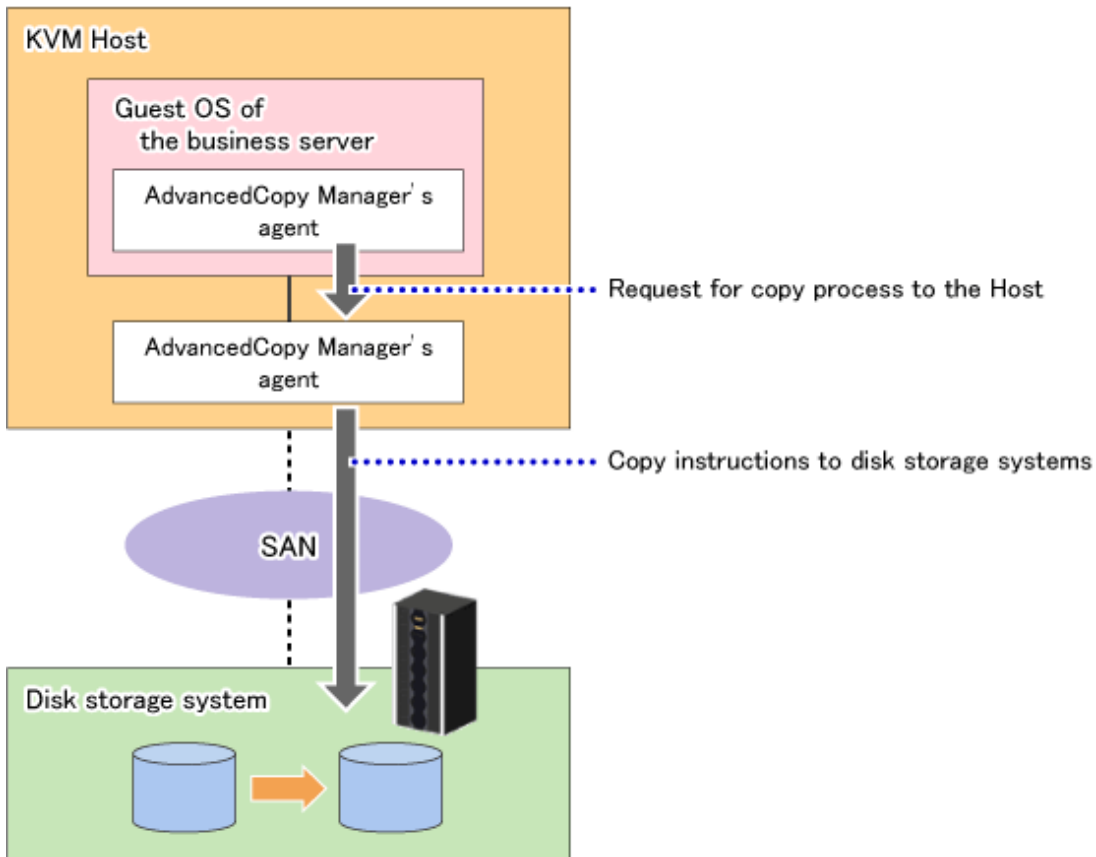 KVM Host
Guest OS of
the business server
AdvancedCopy Manager's
agent
Request for copy process to the Host
AdvancedCopy Manager's
agent
Copy instructions to disk storage systems
SAN
Disk storage system